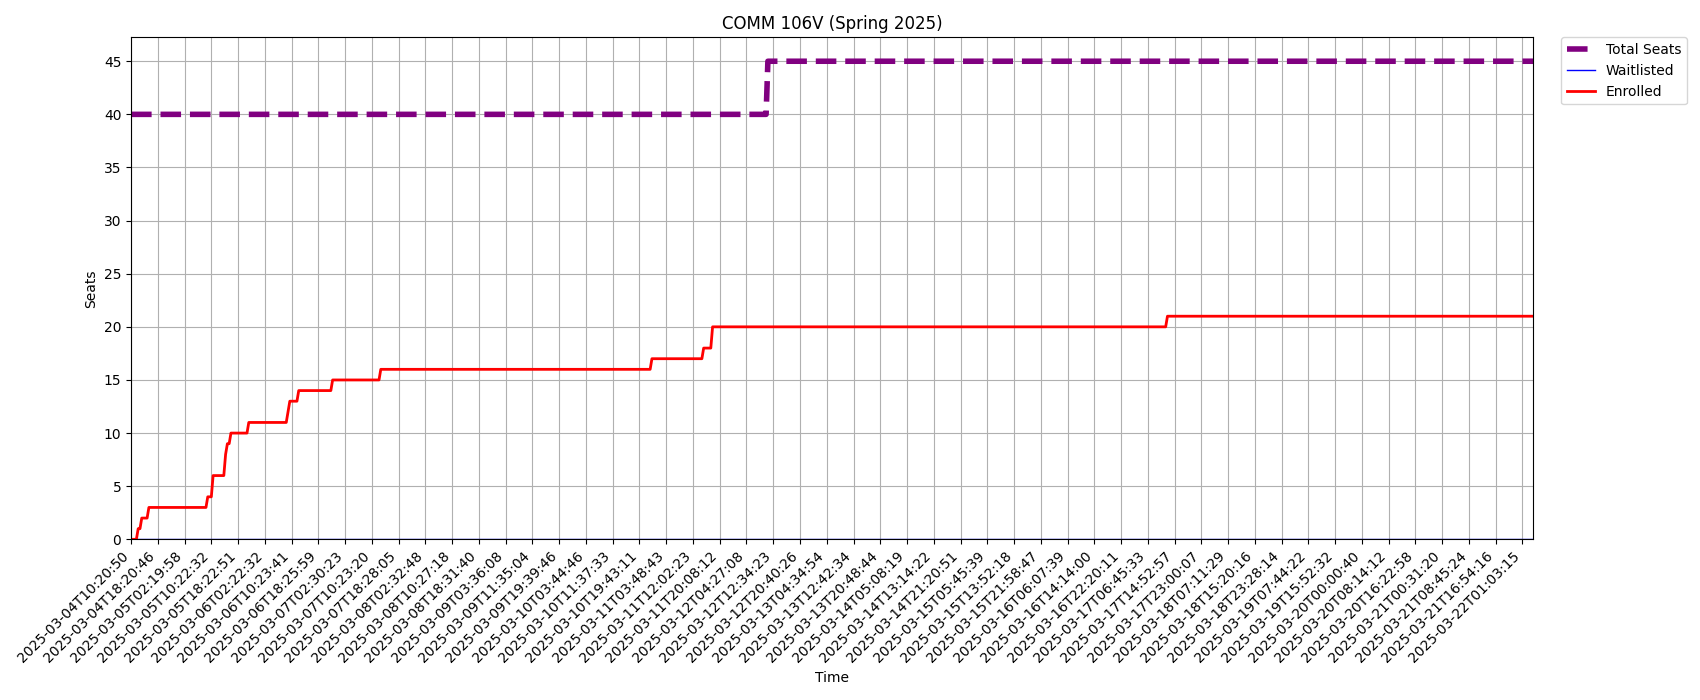 COMM 106V (Spring 2025)
Total Seats
Waitlisted
Enrolled
Seats
45
40
35
30
25
20
15
10
5
0
2025-03-04T10:20:50
2025-03-04T18:20:46
2025-03-05T02:19:58
2025-03-05T10:22:32
2025-03-05T18:22:51
2025-03-06T02:22:32
2025-03-06T10:23:41
2025-03-06T18:25:59
2025-03-07T02:30:23
2025-03-07T10:23:20
2025-03-07T18:28:05
2025-03-08T02:32:48
2025-03-08T10:27:18
2025-03-08T18:31:40
2025-03-09T03:36:08
2025-03-09T11:35:04
2025-03-09T19:39:46
2025-03-10T03:44:46
2025-03-10T11:37:33
2025-03-10T19:43:11
2025-03-11T03:48:43
2025-03-11T12:02:23
2025-03-11T20:08:12
2025-03-12T04:27:08
2025-03-12T12:34:23
2025-03-12T20:40:26
2025-03-13T04:34:54
2025-03-13T12:42:34
2025-03-13T20:48:44
2025-03-14T05:08:19
2025-03-14T13:14:22
2025-03-14T21:20:51
2025-03-15T05:45:39
2025-03-15T13:52:18
2025-03-15T21:58:47
2025-03-16T06:07:39
2025-03-16T14:14:00
2025-03-16T22:20:11
2025-03-17T06:45:33
2025-03-17T14:52:57
2025-03-17T23:00:07
2025-03-18T07:11:29
2025-03-18T15:20:16
2025-03-18T23:28:14
2025-03-19T07:44:22
2025-03-19T15:52:32
2025-03-20T00:00:40
2025-03-20T08:14:12
2025-03-20T16:22:58
2025-03-21T00:31:20
2025-03-21T08:45:24
2025-03-21T16:54:16
2025-03-22T01:03:15
Time